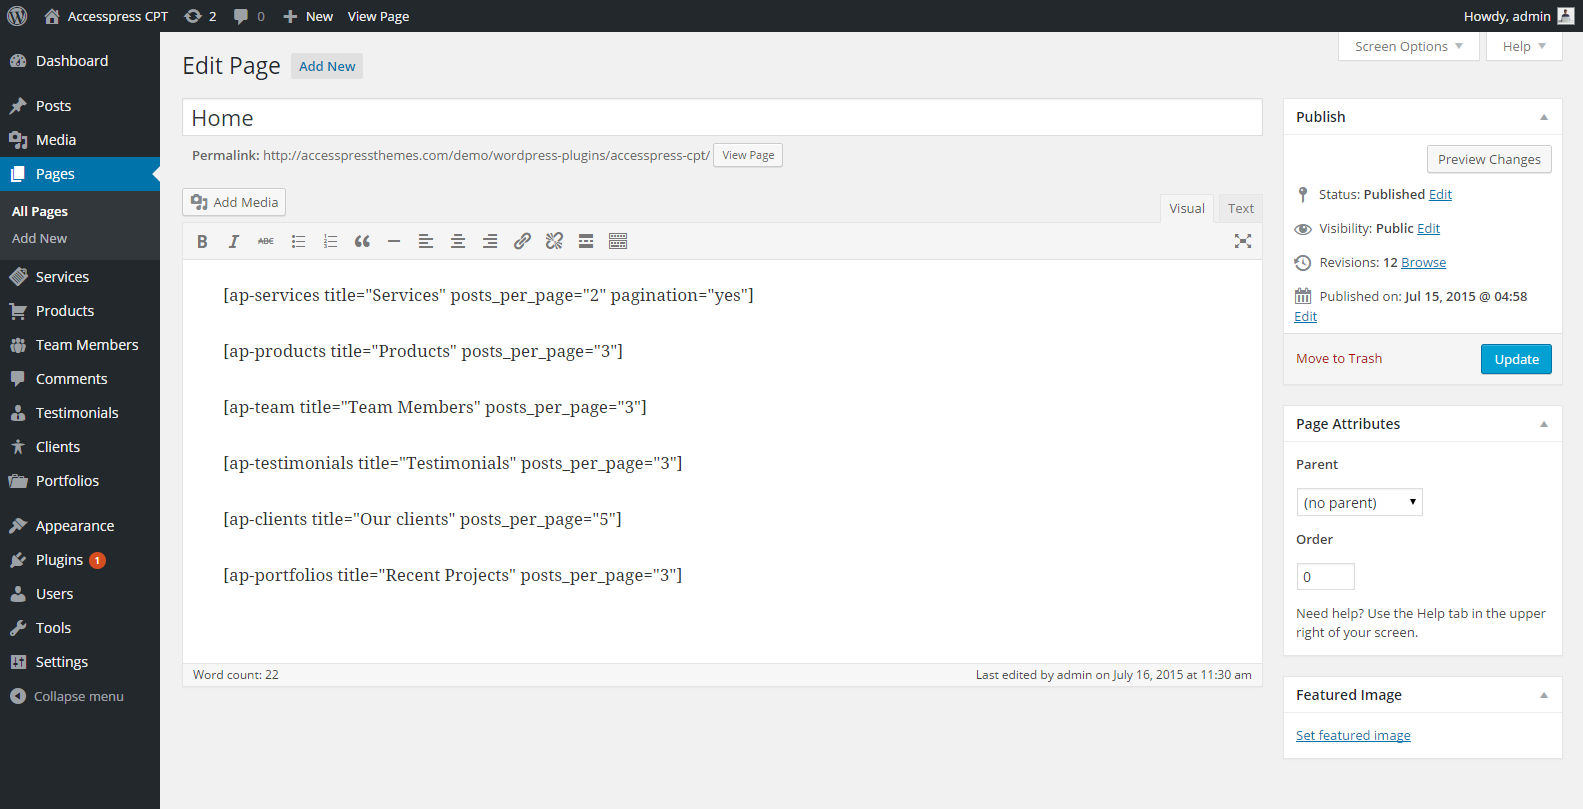 Accesspress CPT 2 0 New View Page Howdy, admin
Screen Options Help
Dashboard
Posts
Media
Pages
All Pages
Add New
Services
Products
Team Members
Comments
Testimonials
Clients
Portfolios
Appearance
Plugins 1
Users
Tools
Settings
Collapse menu
Edit Page Add New
Home
Permalink: http://accesspressthemes.com/demo/wordpress-plugins/accesspress-cpt/ View Page
Add Media
Visual Text
B I ABC
[ap-services title="Services" posts_per_page="2" pagination="yes"]
[ap-products title="Products" posts_per_page="3"]
[ap-team title="Team Members" posts_per_page="3"]
[ap-testimonials title="Testimonials" posts_per_page="3"]
[ap-clients title="Our clients" posts_per_page="5"]
[ap-portfolios title="Recent Projects" posts_per_page="3"]
Word count: 22 Last edited by admin on July 16, 2015 at 11:30 am
Publish
Preview Changes
Status: Published Edit
Visibility: Public Edit
Revisions: 12 Browse
Published on: Jul 15, 2015 @ 04:58
Edit
Move to Trash Update
Page Attributes
Parent
(no parent)
Order
0
Need help? Use the Help tab in the upper
right of your screen.
Featured Image
Set featured image